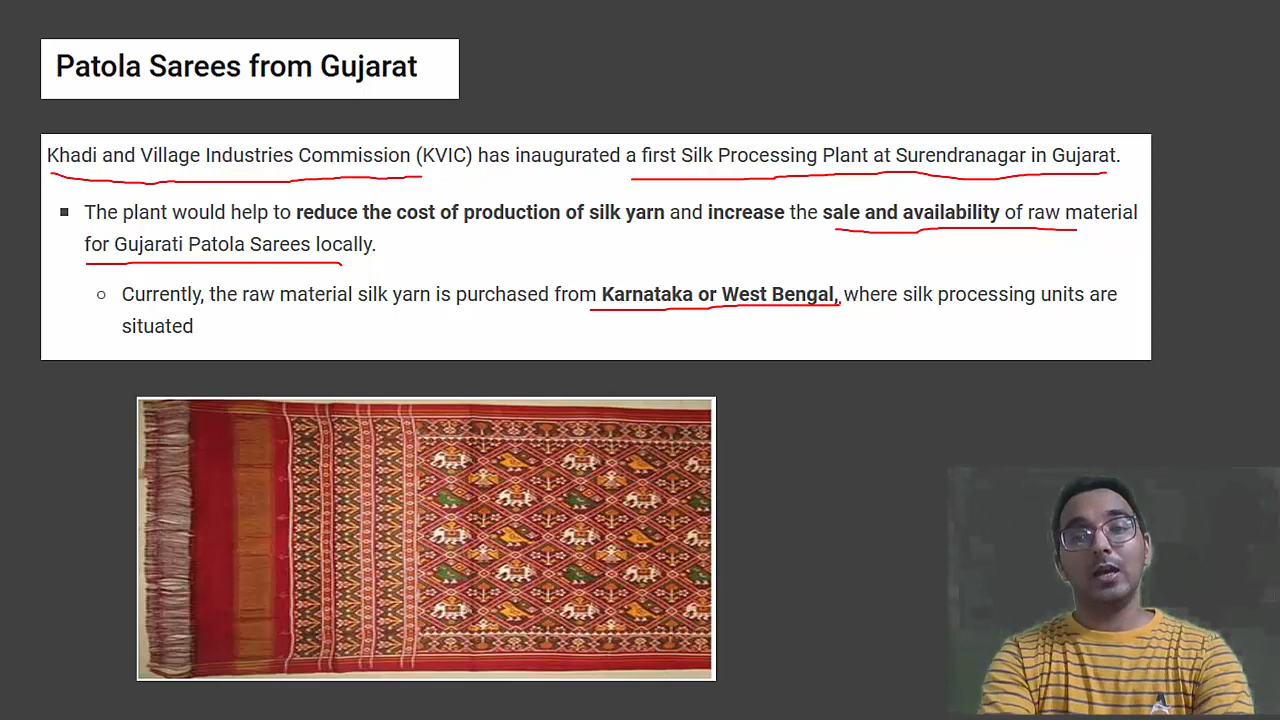 Patola Sarees from Gujarat
Khadi and Village Industries Commission (KVIC) has inaugurated a first Silk Processing Plant at Surendranagar in Gujarat.
The plant would help to reduce the cost of production of silk yarn and increase the sale and availability of raw material
for Gujarati Patola Sarees locally.
Currently, the raw material silk yarn is purchased from Karnataka or West Bengal, where silk processing units are
situated